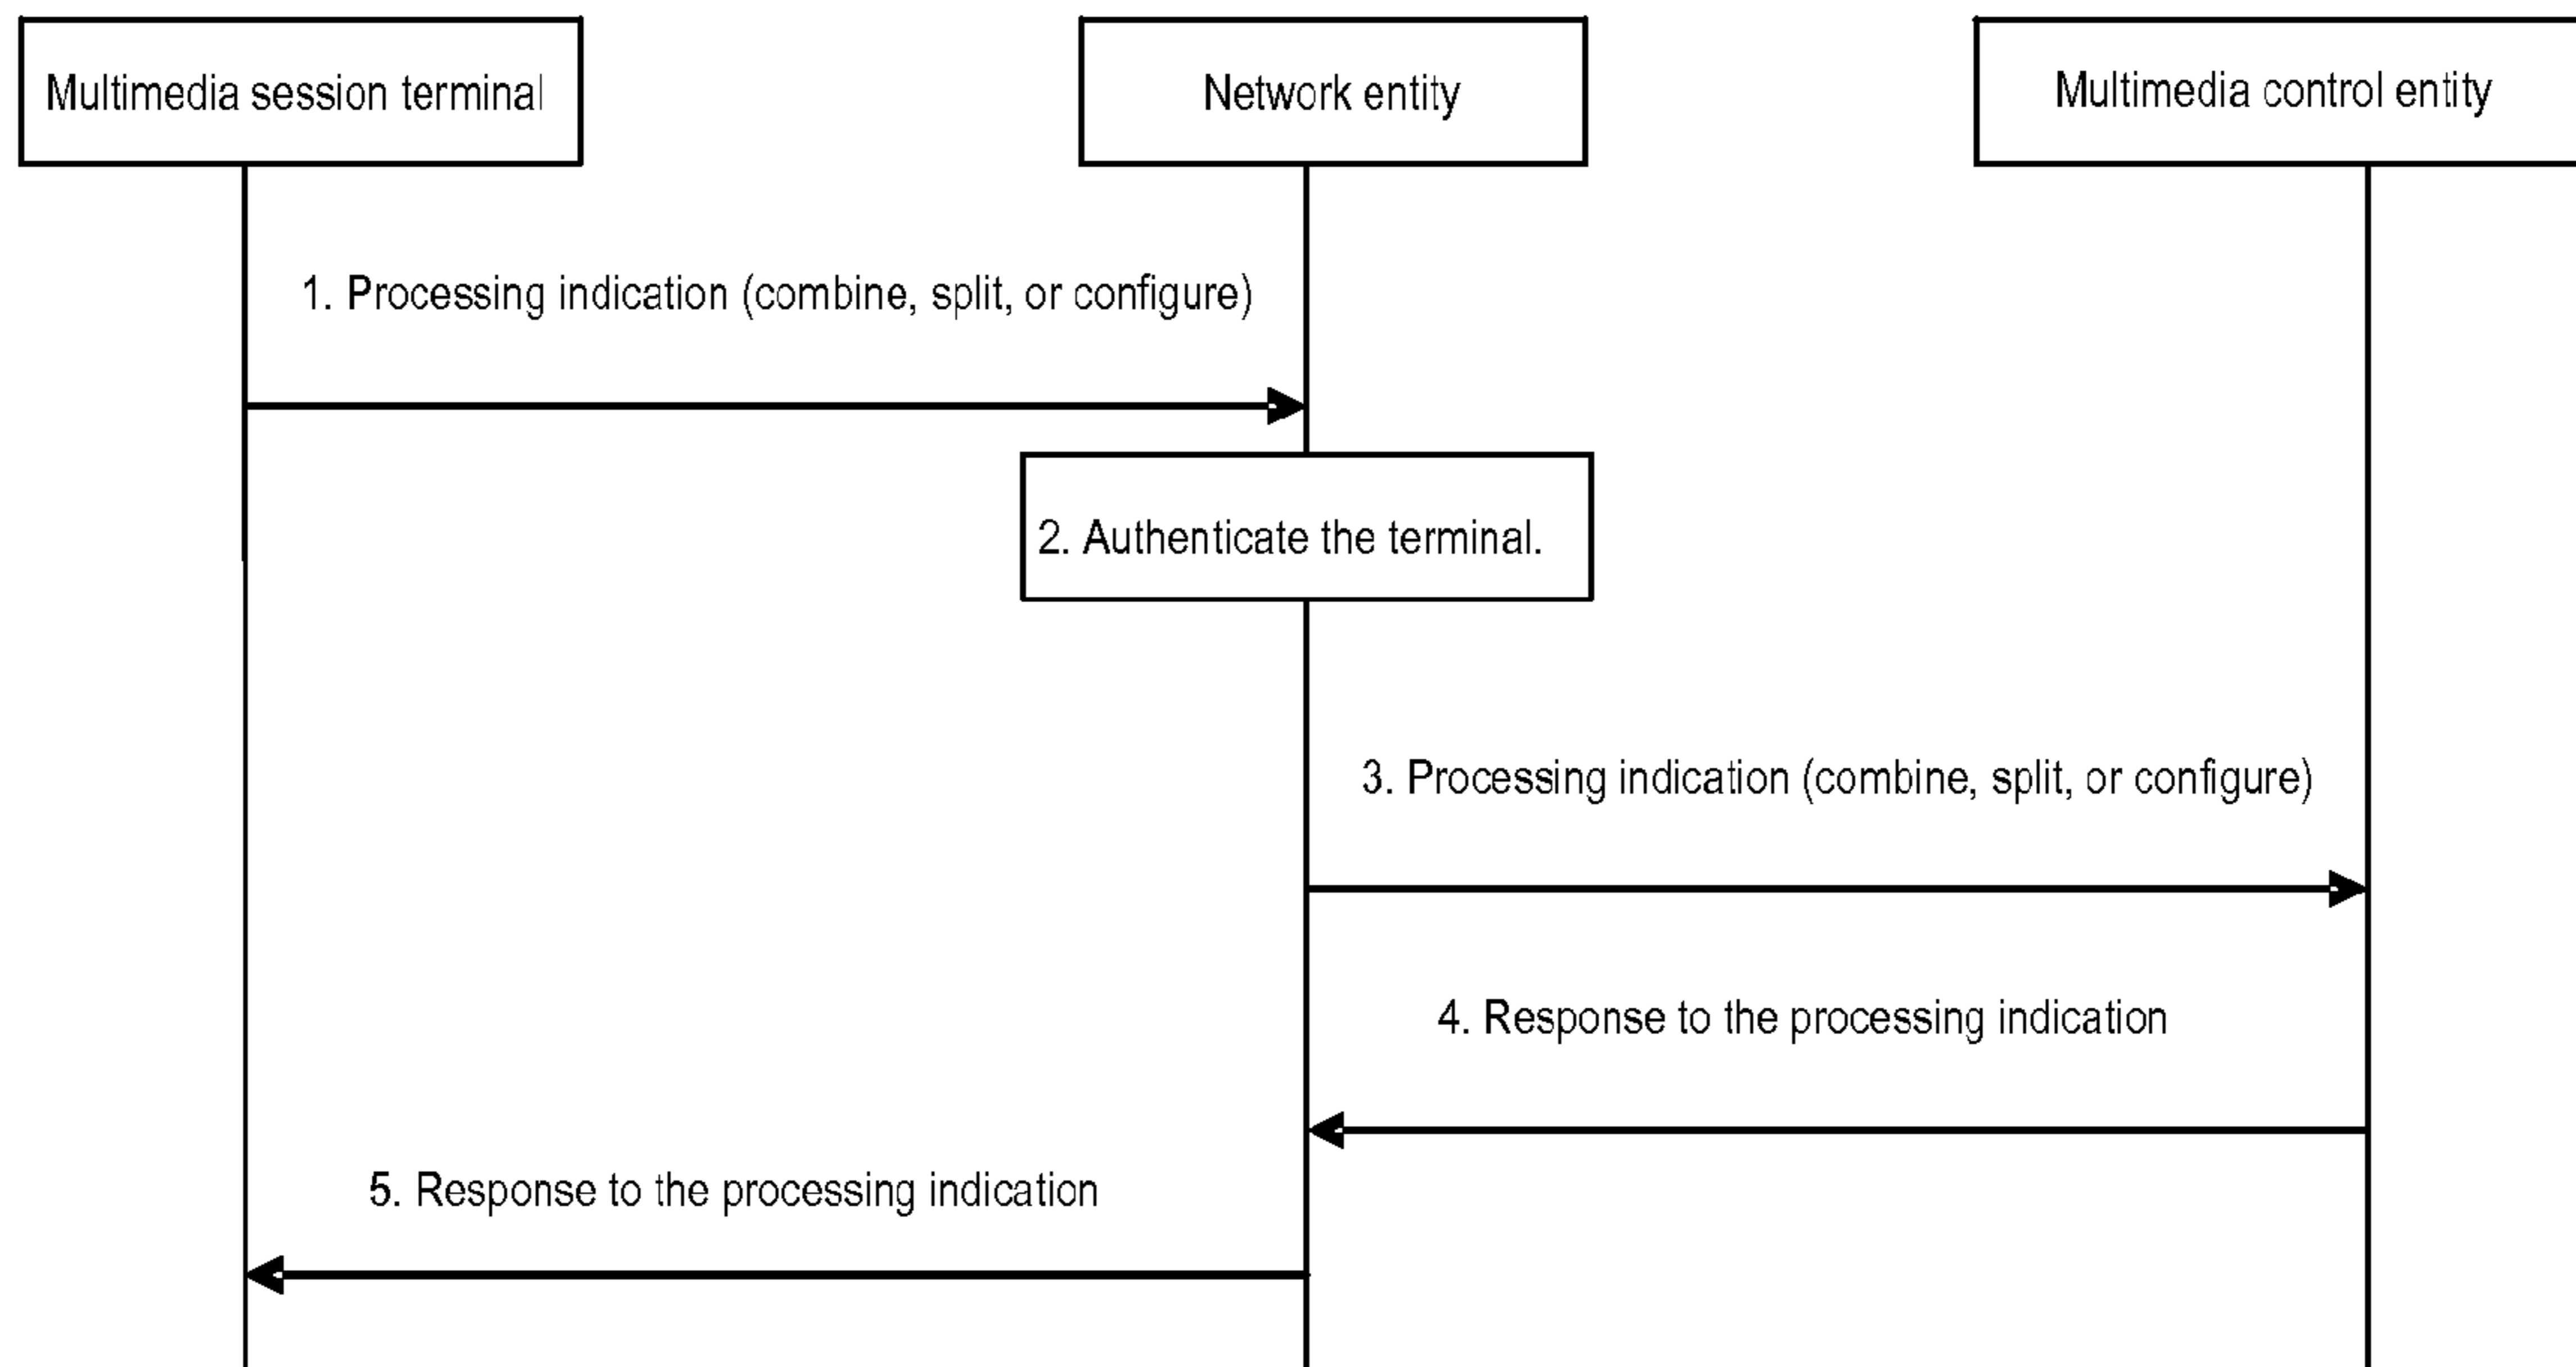 Multimedia session terminal
Network entity
Multimedia control entity
1. Processing indication (combine, split, or configure)
2. Authenticate the terminal.
3. Processing indication (combine, split, or configure)
4. Response to the processing indication
5. Response to the processing indication